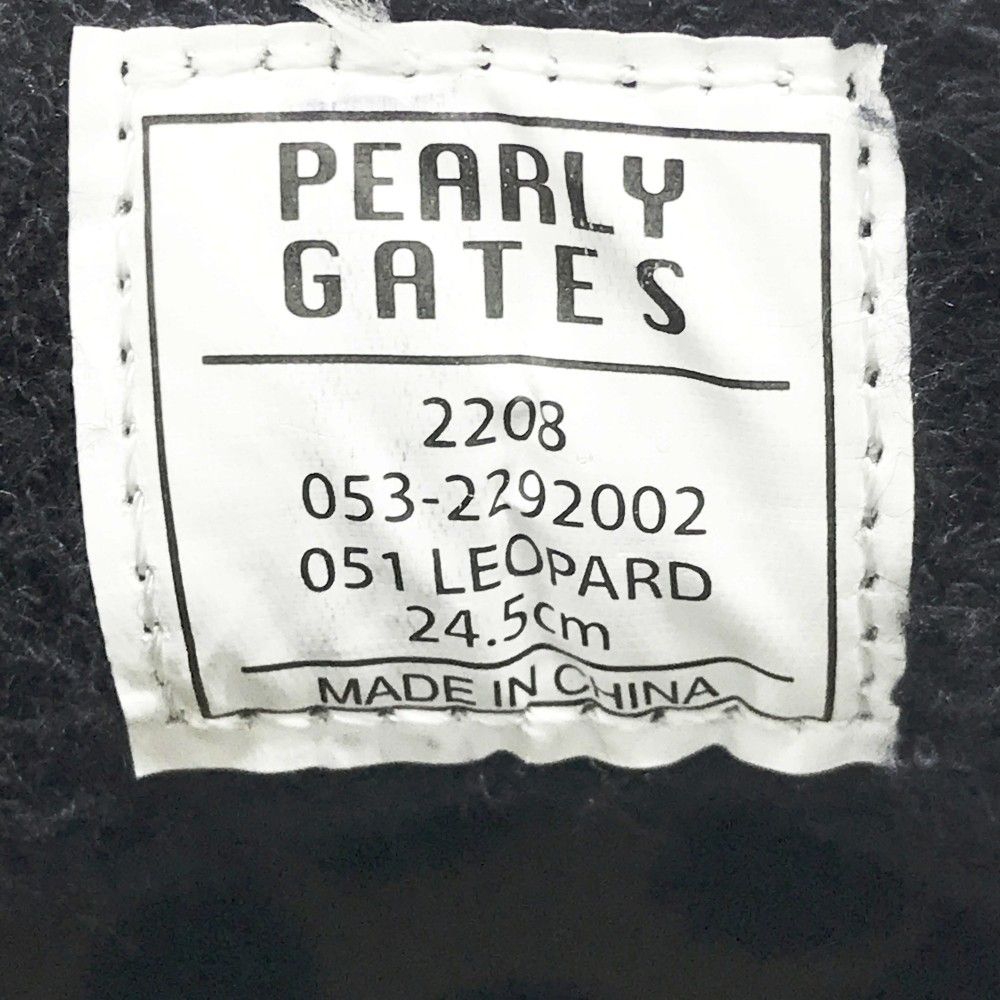 PEARLY
GATES
2208
053-2292002
051 LEOPARD
24.5cm
MADE IN CHINA